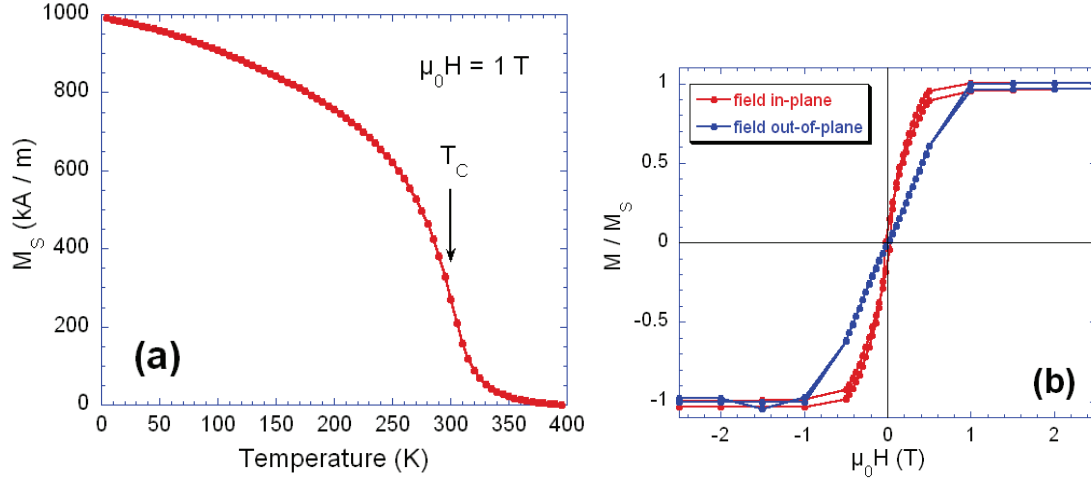 1000
800
600
400
200
0
M_S (kA / m)
μ₀H = 1 T
T_C
(a)
0 50 100 150 200 250 300 350 400
Temperature (K)
1
0.5
0
-0.5
-1
M / M_S
field in-plane
field out-of-plane
(b)
-2 -1 0 1 2
μ₀H (T)